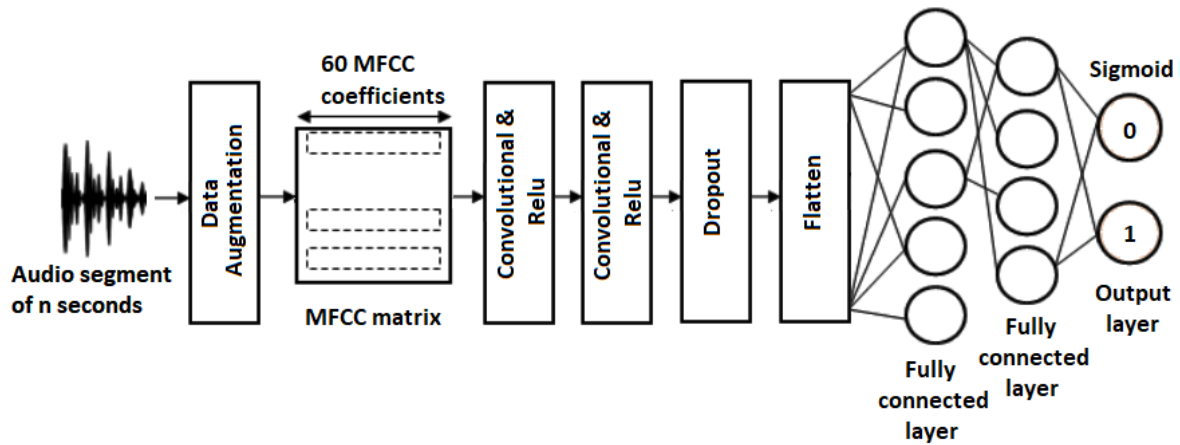 Audio segment
of n seconds
Data
Augmentation
60 MFCC
coefficients
MFCC matrix
Convolutional &
Relu
Convolutional &
Relu
Dropout
Flatten
Fully
connected
layer
Fully
connected
layer
Sigmoid
0
1
Output
layer